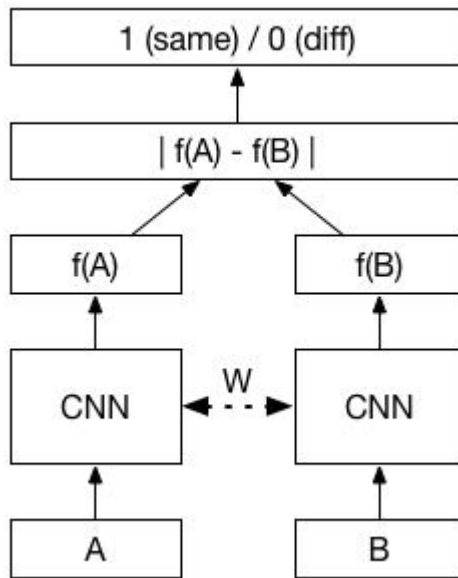 1 (same) / 0 (diff)
| f(A) - f(B) |
f(A)
f(B)
W
CNN
CNN
A
B